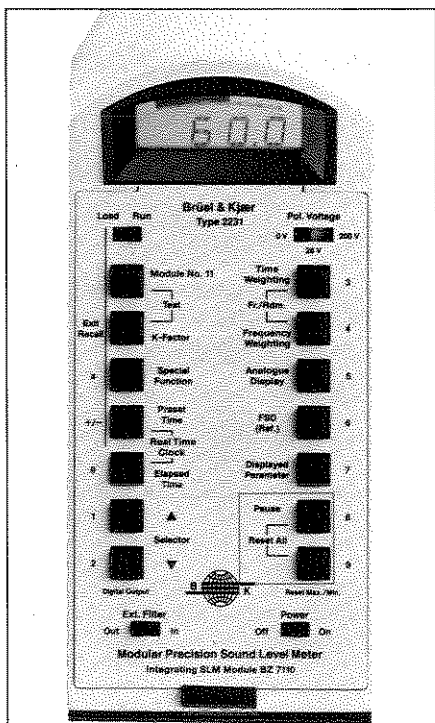 60.0
Brüel & Kjær
Type 2231
Load Run
Pol. Voltage
0 V 200 V
28 V
Module No. 11
Time Weighting
3
Test
Fr./Rdm.
Exit Recall
K-Factor
Frequency Weighting
4
Special Function
Analogue Display
5
+/–
Preset Time
FSD (Ref.)
6
Real Time Clock
0
Elapsed Time
Displayed Parameter
7
1
▲
Pause
8
Selector
Reset All
2
▼
9
Digital Output
B K
Reset Max./Min.
Ext. Filter
Out In
Power
Off On
Modular Precision Sound Level Meter
Integrating SLM Module BZ 7110